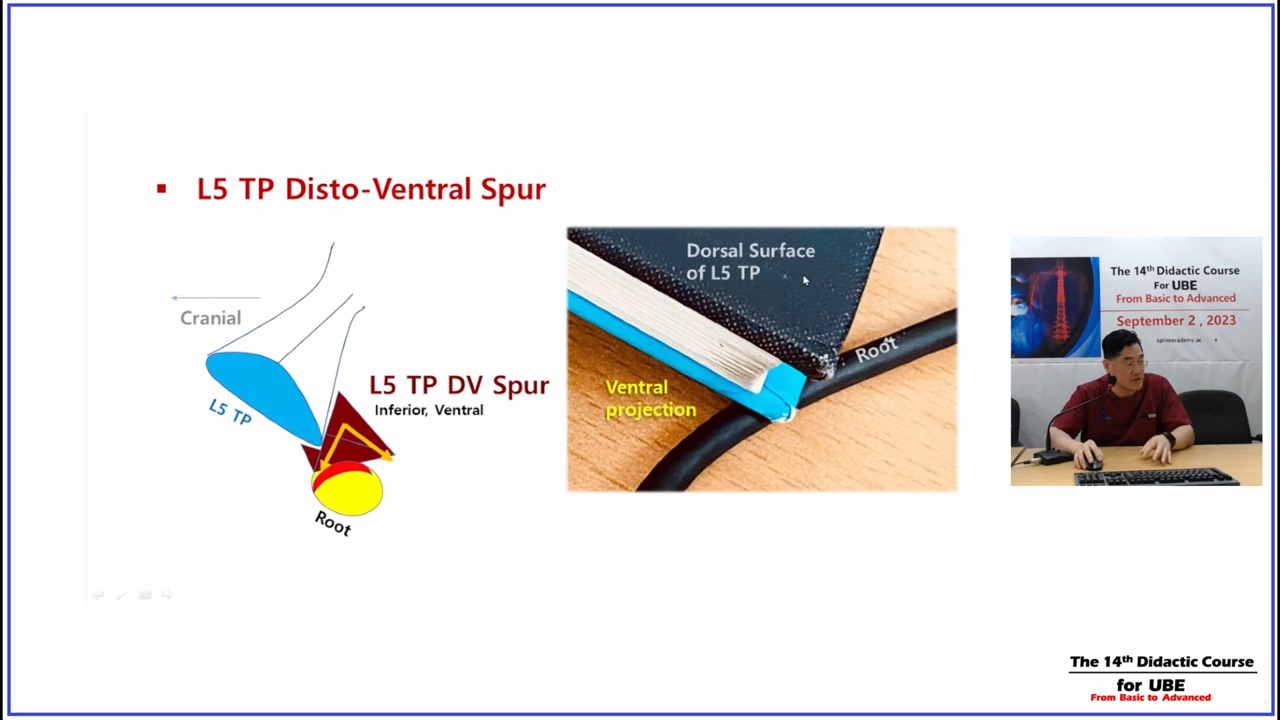 L5 TP Disto-Ventral Spur
Cranial
L5 TP
L5 TP DV Spur
Inferior, Ventral
Root
Dorsal Surface
of L5 TP
Root
Ventral
projection
The 14th Didactic Course
For UBE
From Basic to Advanced
September 2 , 2023
The 14th Didactic Course
for UBE
From Basic to Advanced